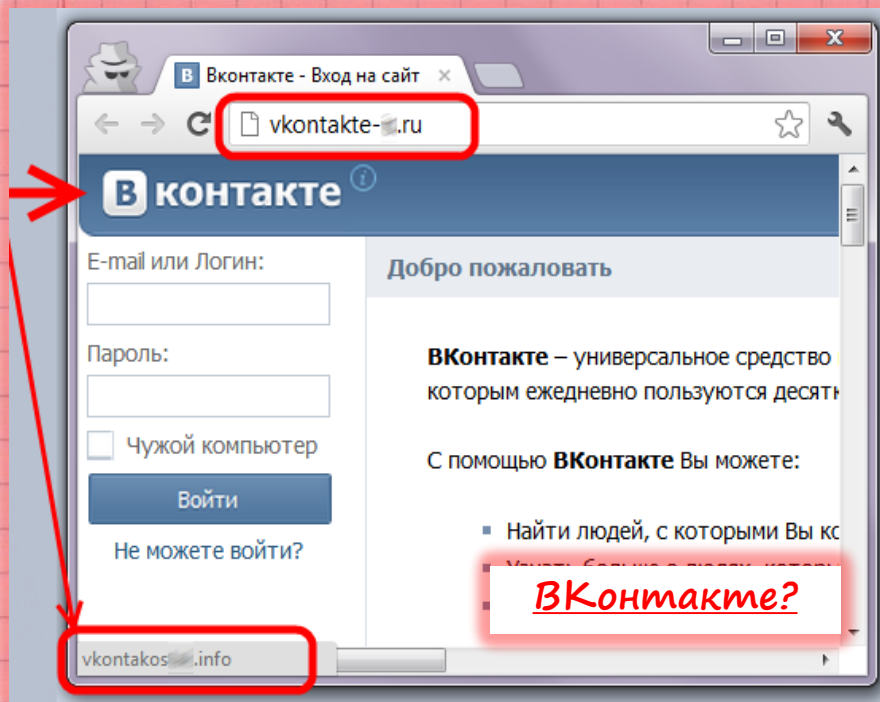 Вконтакте - Вход на сайт
vkontakte- .ru
В контакте i
E-mail или Логин:
Пароль:
Чужой компьютер
Войти
Не можете войти?
Добро пожаловать
ВКонтакте – универсальное средство
которым ежедневно пользуются
С помощью ВКонтакте Вы можете:
Найти людей, с которыми Вы
ВКонтакте?
vkontakos .info